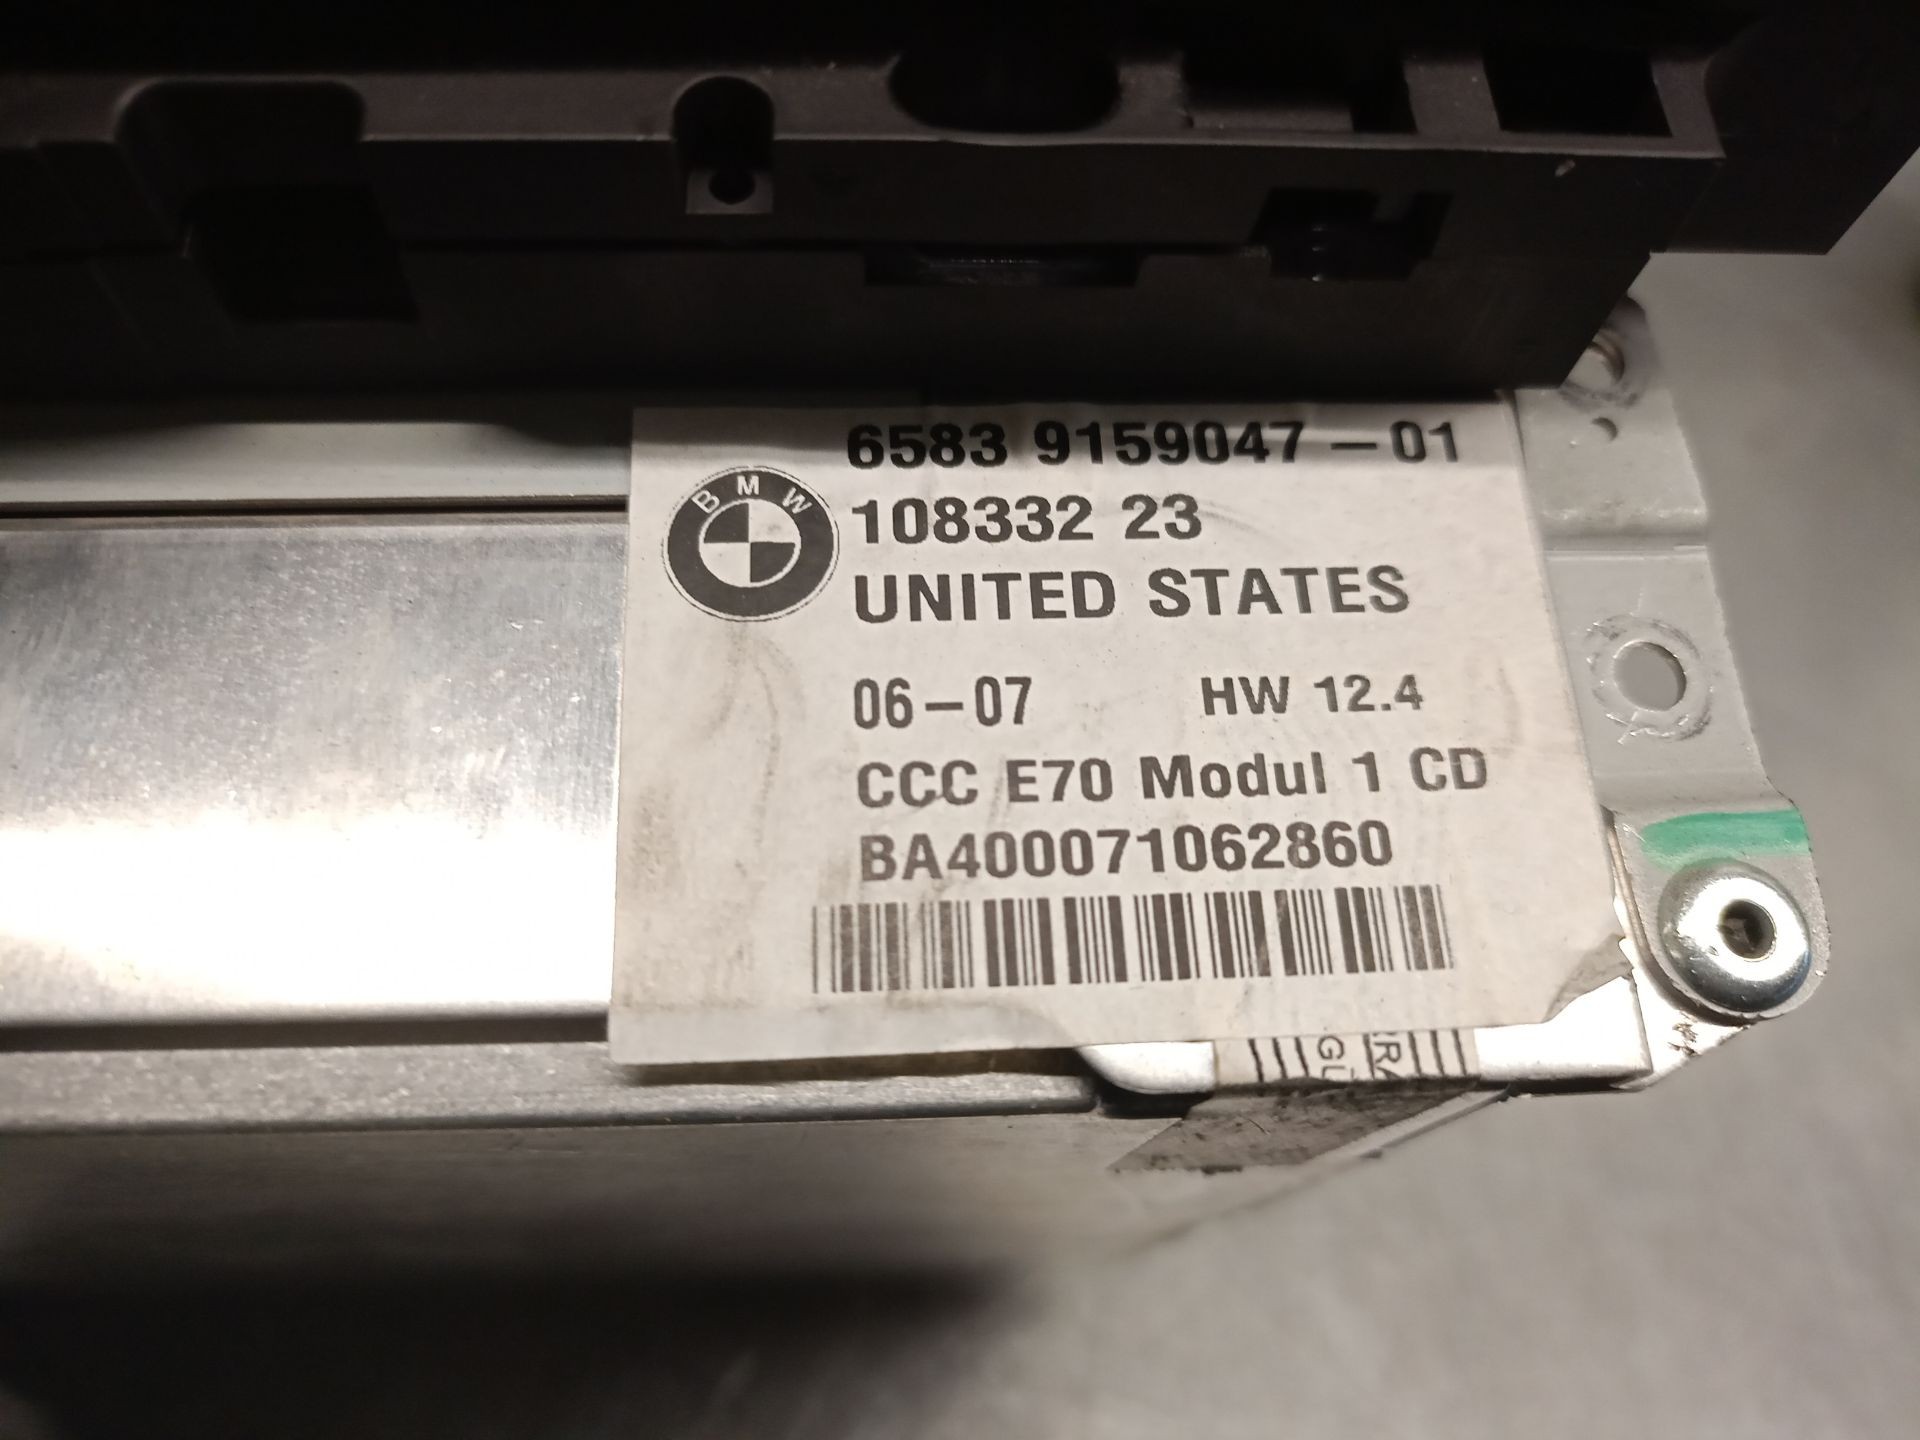 6583 9159047-01
BMW
108332 23
UNITED STATES
06-07 HW 12.4
CCC E70 Modul 1 CD
BA400071062860